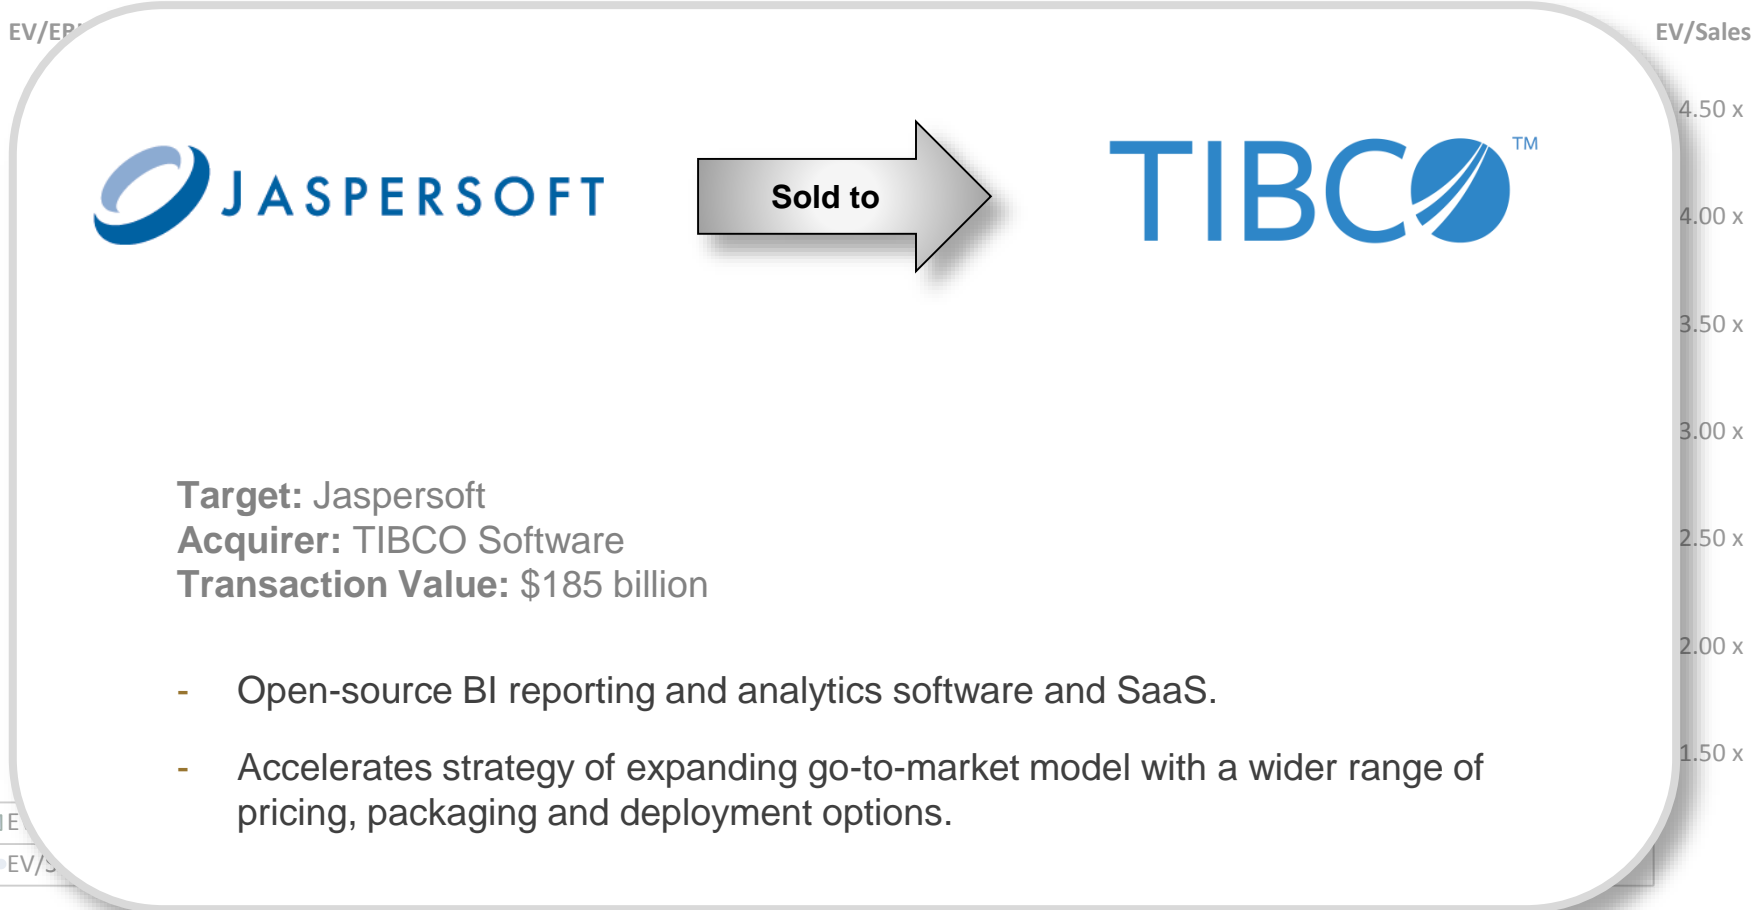 EV/Sales
4.50 x
JASPERSOFT
Sold to
TIBCO™
4.00 x
3.50 x
3.00 x
Target: Jaspersoft
Acquirer: TIBCO Software
2.50 x
Transaction Value: $185 billion
2.00 x
- Open-source BI reporting and analytics software and SaaS.
1.50 x
- Accelerates strategy of expanding go-to-market model with a wider range of
pricing, packaging and deployment options.